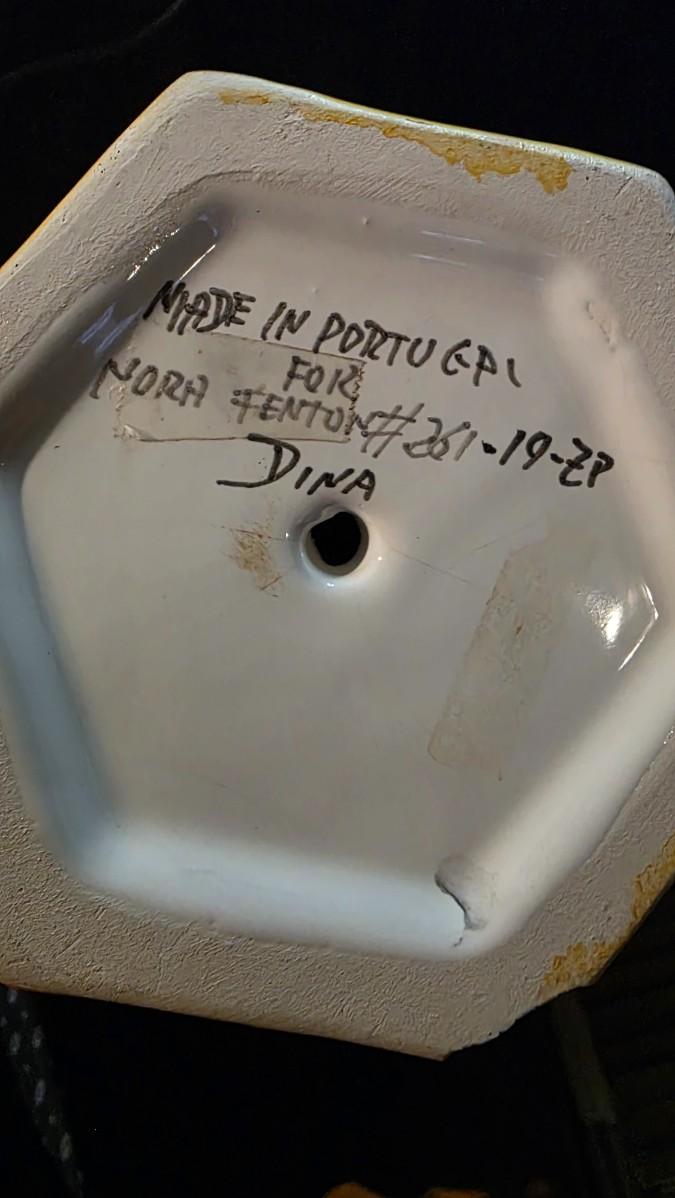 MADE IN PORTUGAL
FOR
NORA FENTON #261-19-ZP
DINA